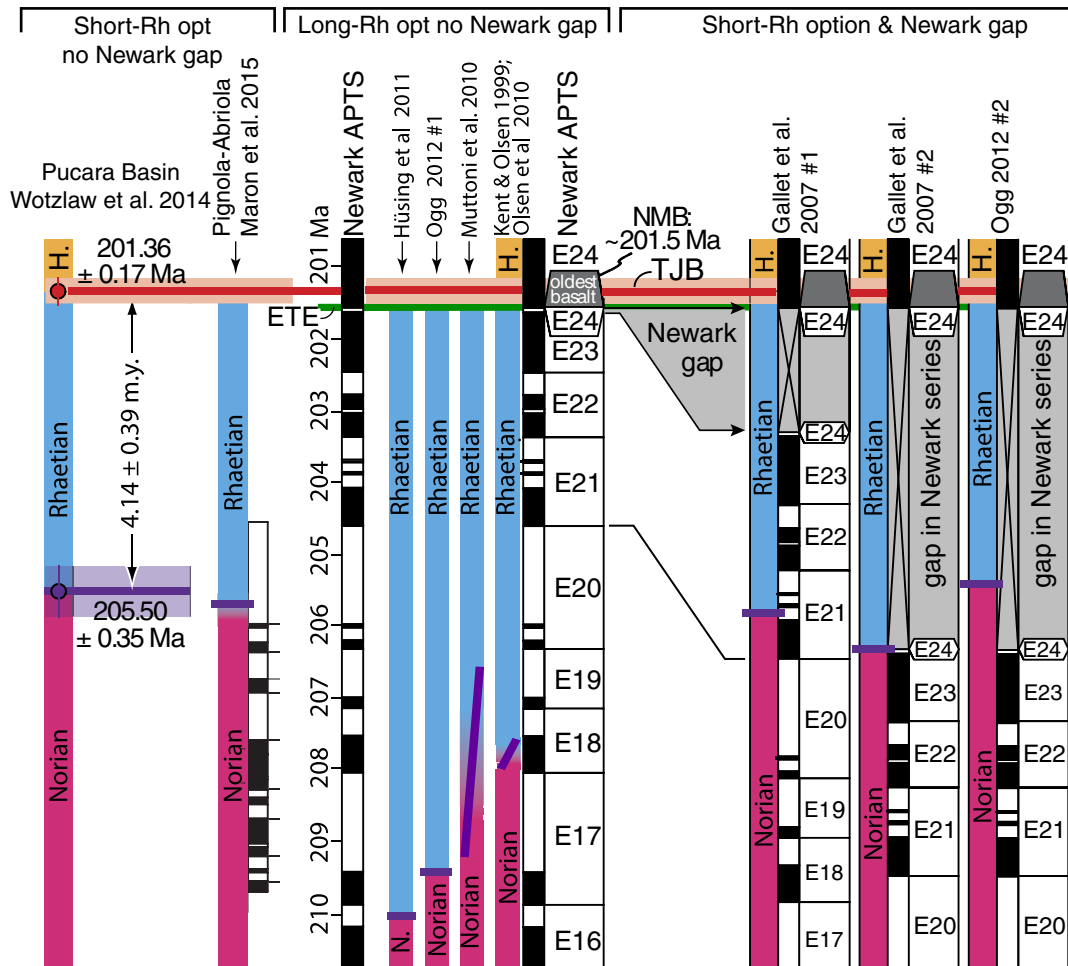 Short-Rh opt
no Newark gap
Long-Rh opt no Newark gap
Short-Rh option & Newark gap
Pucara Basin
Wotzlaw et al. 2014
Pignola-Abriola
Maron et al. 2015
201 Ma
Newark APTS
Hüsing et al 2011
Ogg 2012 #1
Muttoni et al. 2010
Kent & Olsen 1999;
Olsen et al 2010
Newark APTS
NMB:
~201.5 Ma
TJB
Gallet et al.
2007 #1
Gallet et al.
2007 #2
Ogg 2012 #2
H.
201.36
± 0.17 Ma
ETE
4.14 ± 0.39 m.y.
Rhaetian
205.50
± 0.35 Ma
Norian
Rhaetian
Norian
202
203
204
205
206
207
208
209
210
Rhaetian
N.
Rhaetian
Norian
Rhaetian
Norian
H.
Rhaetian
Norian
E24
oldest
basalt
E24
E23
E22
E21
E20
E19
E18
E17
E16
Newark
gap
H.
Rhaetian
Norian
E24
E24
E24
E23
E22
E21
E20
E19
E18
E17
H.
Rhaetian
Norian
E24
E24
gap in Newark series
E24
E23
E22
E21
E20
H.
Rhaetian
Norian
E24
E24
gap in Newark series
E24
E23
E22
E21
E20